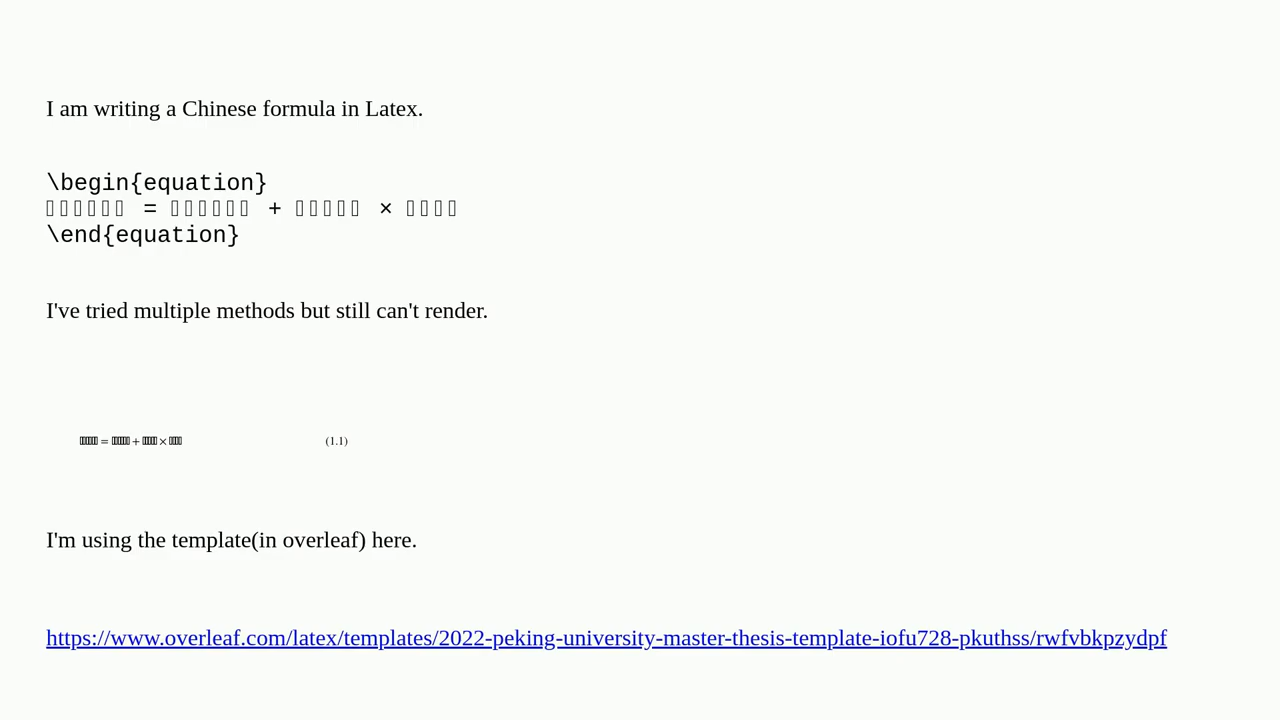 I am writing a Chinese formula in Latex.
\begin{equation}
= + ×
\end{equation}
I've tried multiple methods but still can't render.
= + × (1.1)
I'm using the template(in overleaf) here.
https://www.overleaf.com/latex/templates/2022-peking-university-master-thesis-template-iofu728-pkuthss/rwfvbkpzydpf